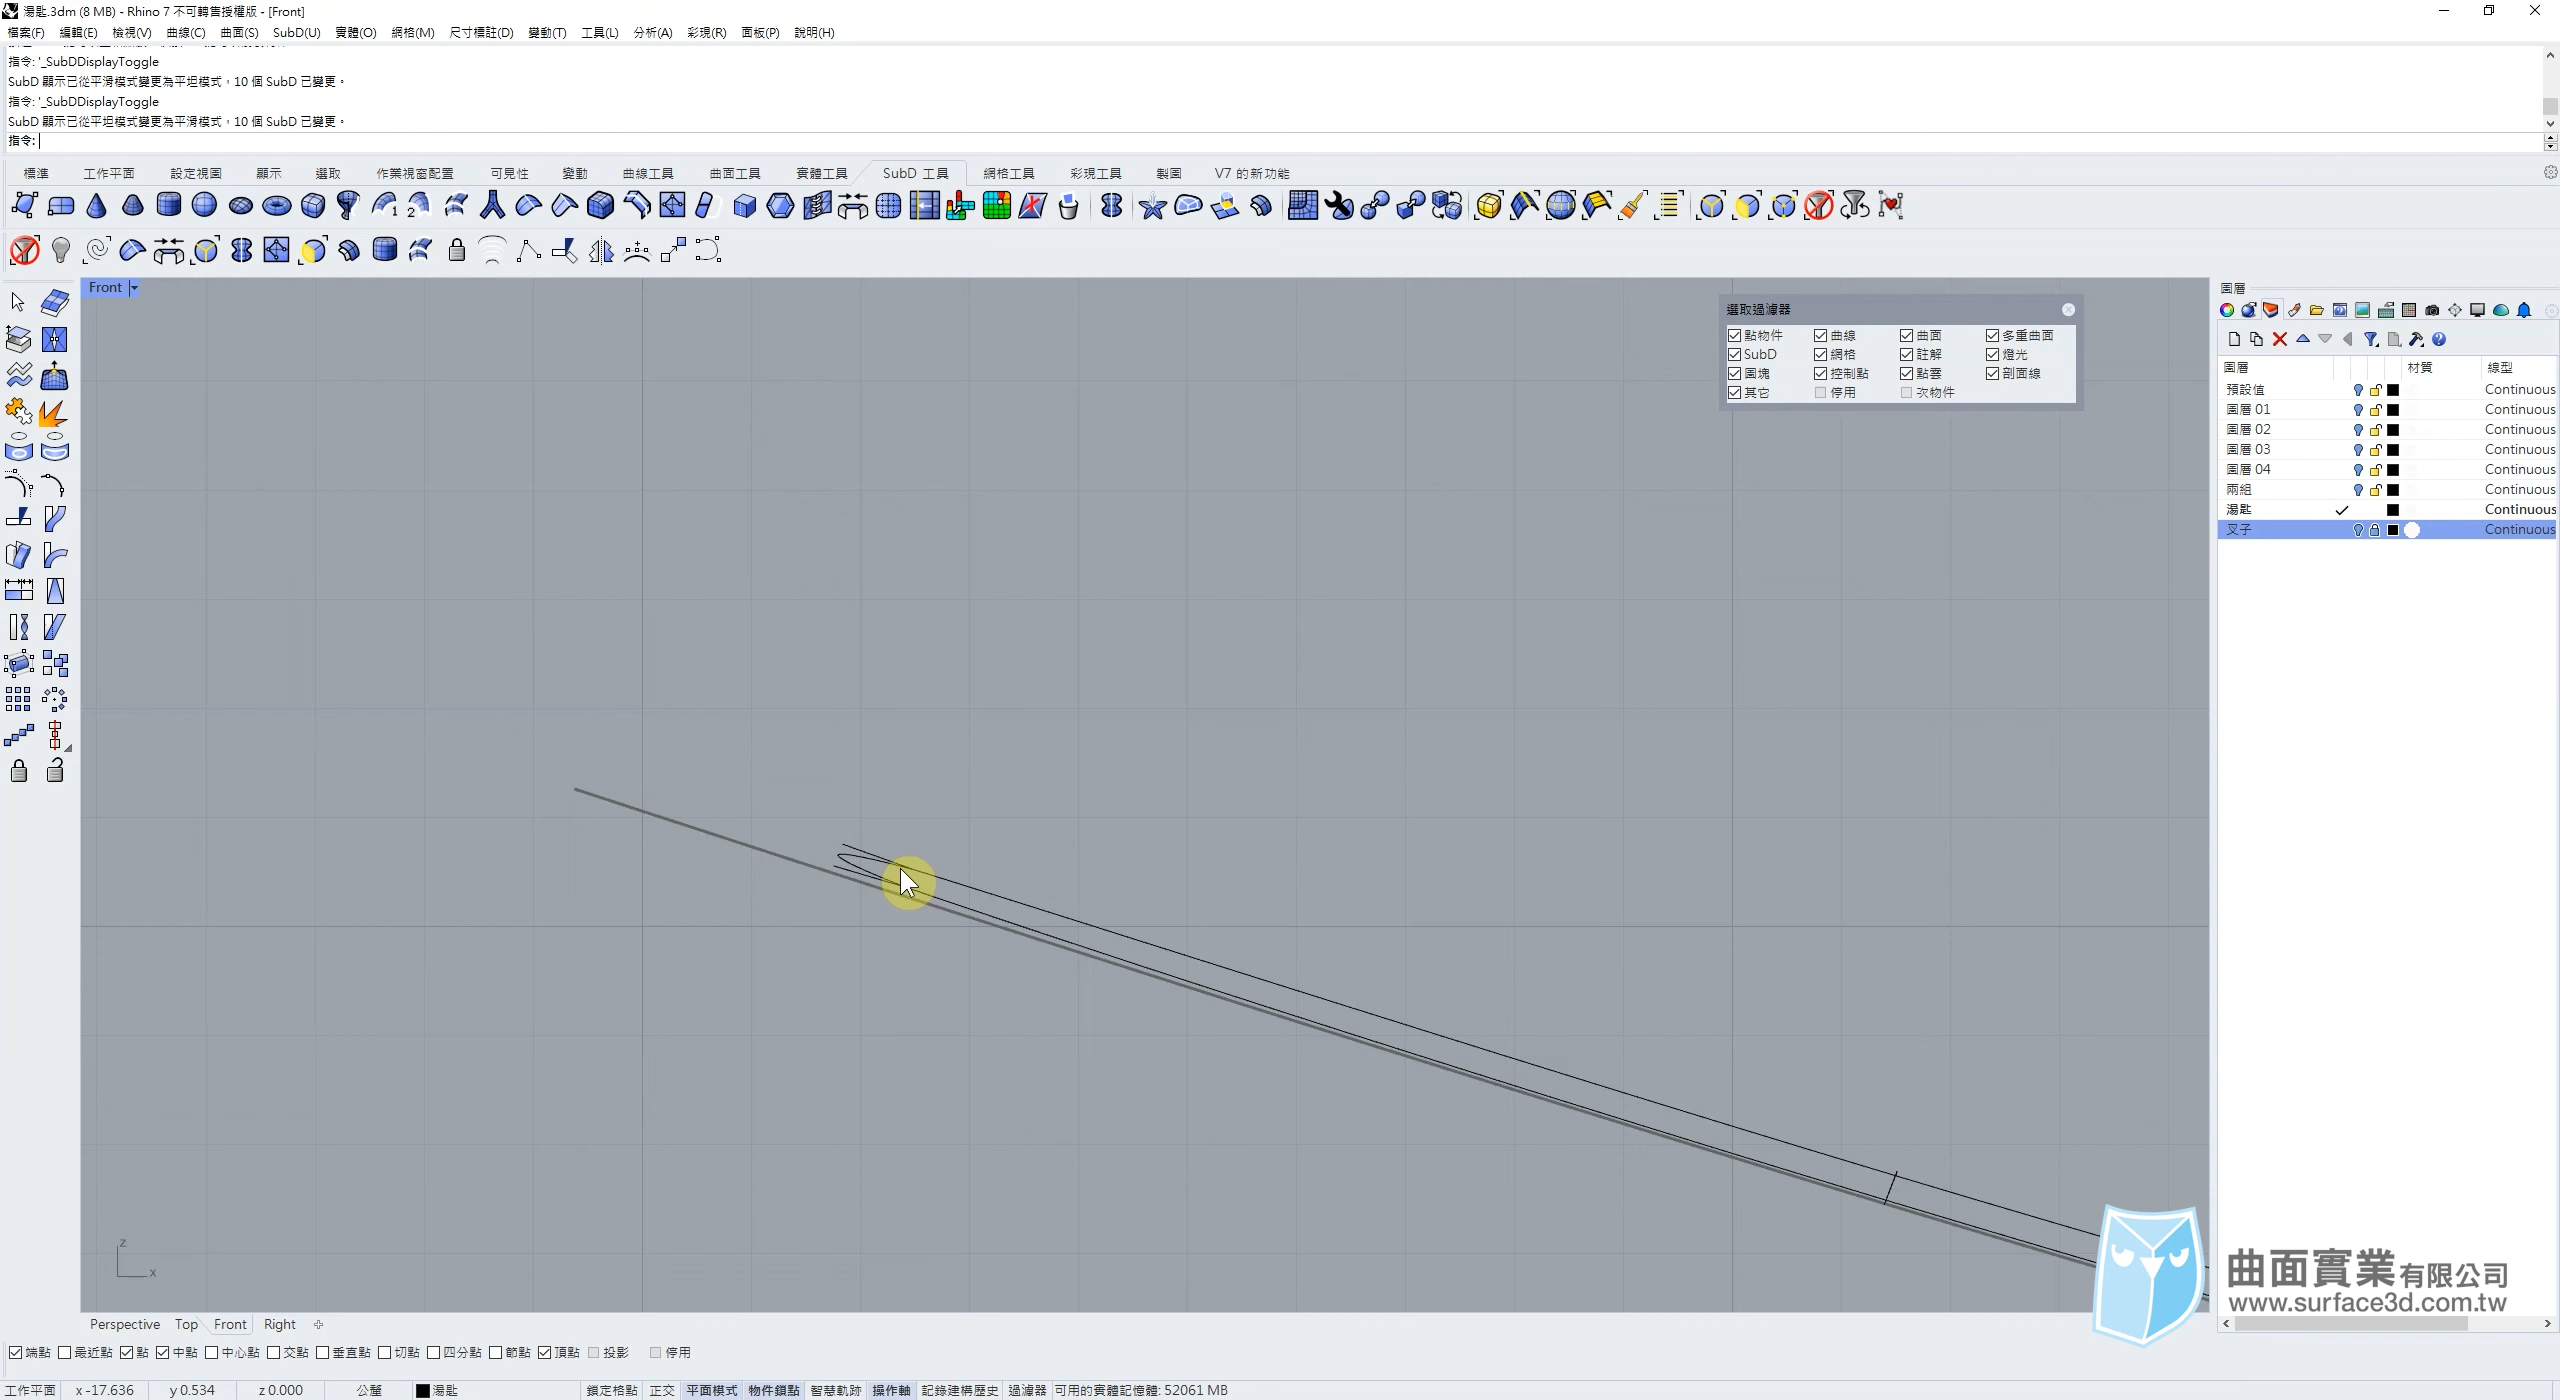 湯匙.3dm (8 MB) - Rhino 7 不可轉售授權版 - [Front]
檔案(F) 編輯(E) 檢視(V) 曲線(C) 曲面(S) SubD(U) 實體(O) 網格(M) 尺寸標註(D) 變動(T) 工具(L) 分析(A) 彩現(R) 面板(P) 說明(H)
指令: '_SubDDisplayToggle
SubD 顯示已從平滑模式變更為平坦模式，10 個 SubD 已變更。
指令: '_SubDDisplayToggle
SubD 顯示已從平坦模式變更為平滑模式，10 個 SubD 已變更。
指令:
標準 工作平面 設定視圖 顯示 選取 作業視窗配置 可見性 變動 曲線工具 曲面工具 實體工具 SubD 工具 網格工具 彩現工具 製圖 V7 的新功能
Front
選取過濾器
點物件 曲線 曲面 多重曲面
SubD 網格 註解 燈光
圖塊 控制點 點雲 剖面線
其它 停用 次物件
圖層
圖層 材質 線型
預設值 Continuous
圖層 01 Continuous
圖層 02 Continuous
圖層 03 Continuous
圖層 04 Continuous
兩組 Continuous
湯匙 Continuous
叉子 Continuous
z
x
曲面實業有限公司
www.surface3d.com.tw
Perspective Top Front Right
端點 最近點 點 中點 中心點 交點 垂直點 切點 四分點 節點 頂點 投影 停用
工作平面 x -17.636 y 0.534 z 0.000 公釐 湯匙 鎖定格點 正交 平面模式 物件鎖點 智慧軌跡 操作軸 記錄建構歷史 過濾器 可用的實體記憶體: 52061 MB